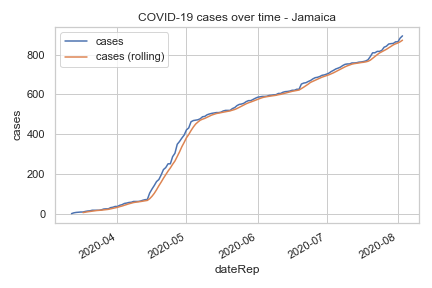 COVID-19 cases over time - Jamaica
cases
cases (rolling)
800
600
400
200
0
cases
2020-04
2020-05
2020-06
2020-07
2020-08
dateRep